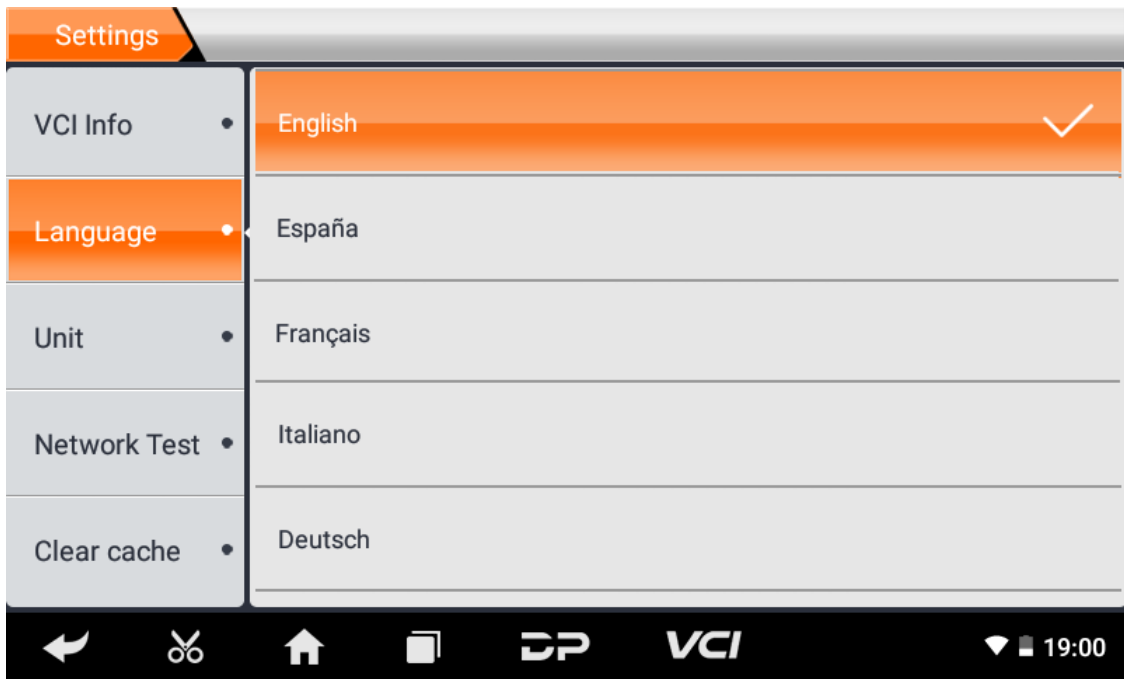 Settings
VCI Info
Language
Unit
Network Test
Clear cache
English
España
Français
Italiano
Deutsch
DP
VCI
19:00